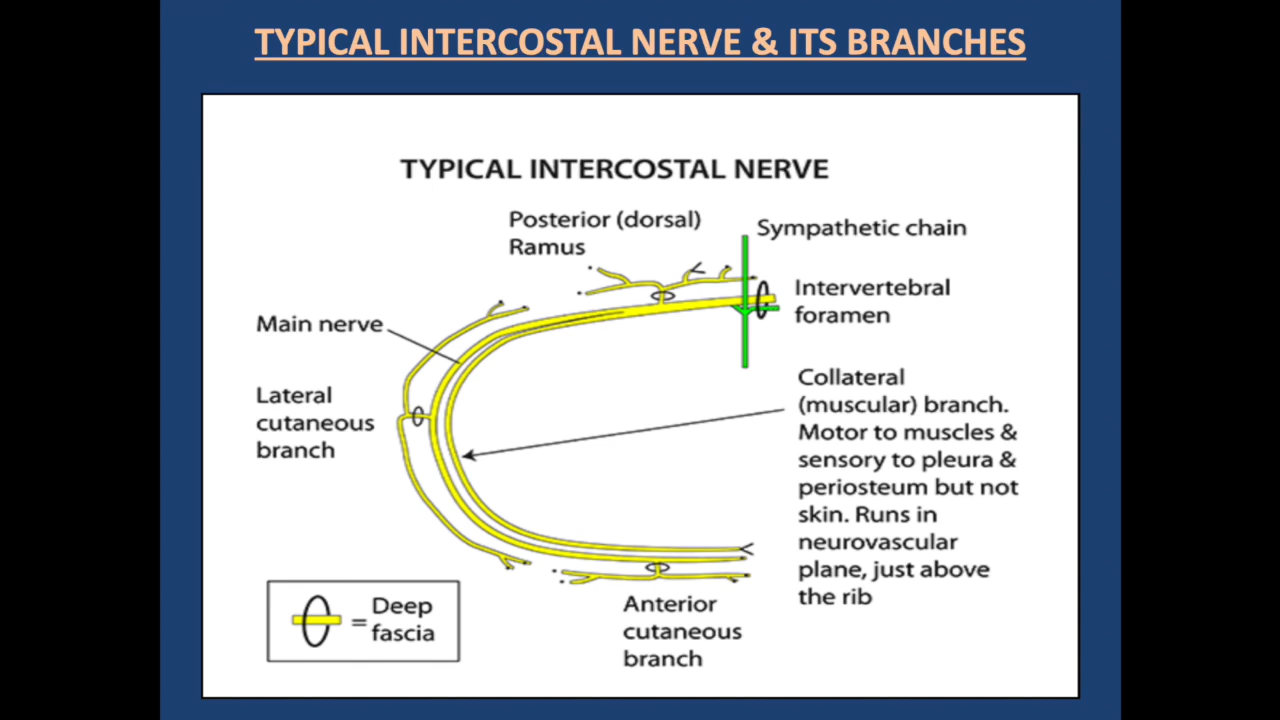 TYPICAL INTERCOSTAL NERVE & ITS BRANCHES
TYPICAL INTERCOSTAL NERVE
Posterior (dorsal)
Ramus
Sympathetic chain
Intervertebral
foramen
Main nerve
Lateral
cutaneous
branch
Collateral
(muscular) branch.
Motor to muscles &
sensory to pleura &
periosteum but not
skin. Runs in
neurovascular
plane, just above
the rib
Anterior
cutaneous
branch
= Deep
fascia